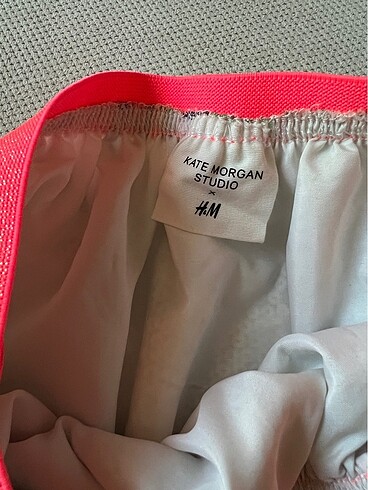 KATE MORGAN
STUDIO
×
H&M